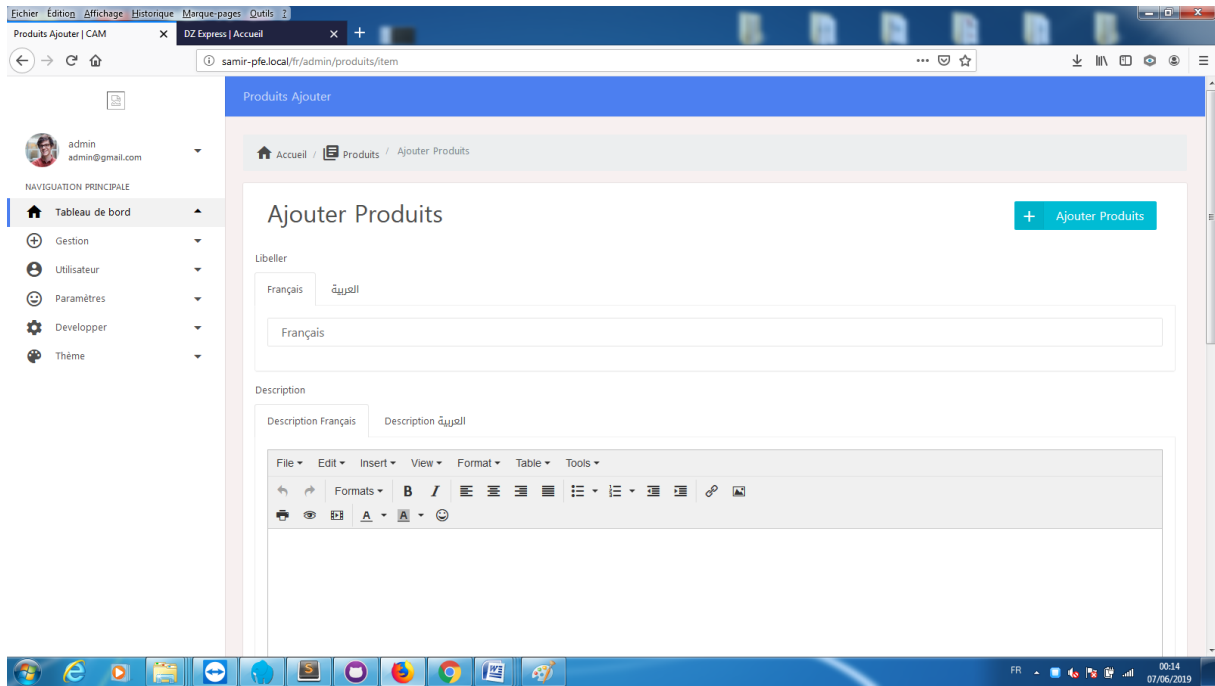 Eichier Édition Affichage Historique Marque-pages Outils ?
Produits Ajouter | CAM
DZ Express | Accueil
samir-pfe.local/fr/admin/produits/item
Produits Ajouter
admin
admin@gmail.com
NAVIGUATION PRINCIPALE
Tableau de bord
Gestion
Utilisateur
Paramètres
Developper
Thème
Accueil / Produits / Ajouter Produits
Ajouter Produits
+ Ajouter Produits
Libeller
Français العربية
Français
Description
Description Français Description العربية
File Edit Insert View Format Table Tools
Formats B I
A A
FR
00:14
07/06/2019